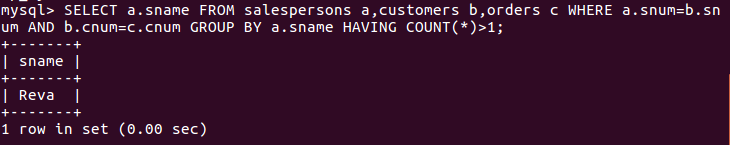 mysql> SELECT a.sname FROM salespersons a,customers b,orders c WHERE a.snum=b.sn
um AND b.cnum=c.cnum GROUP BY a.sname HAVING COUNT(*)>1;
+-------+
| sname |
+-------+
| Reva  |
+-------+
1 row in set (0.00 sec)